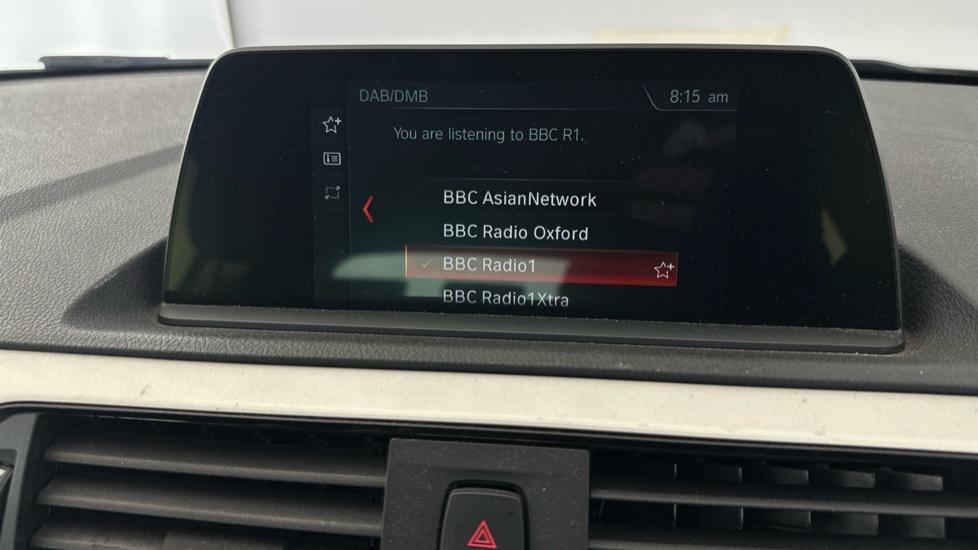 DAB/DMB
8:15 am
You are listening to BBC R1.
BBC AsianNetwork
BBC Radio Oxford
BBC Radio1
BBC Radio1Xtra